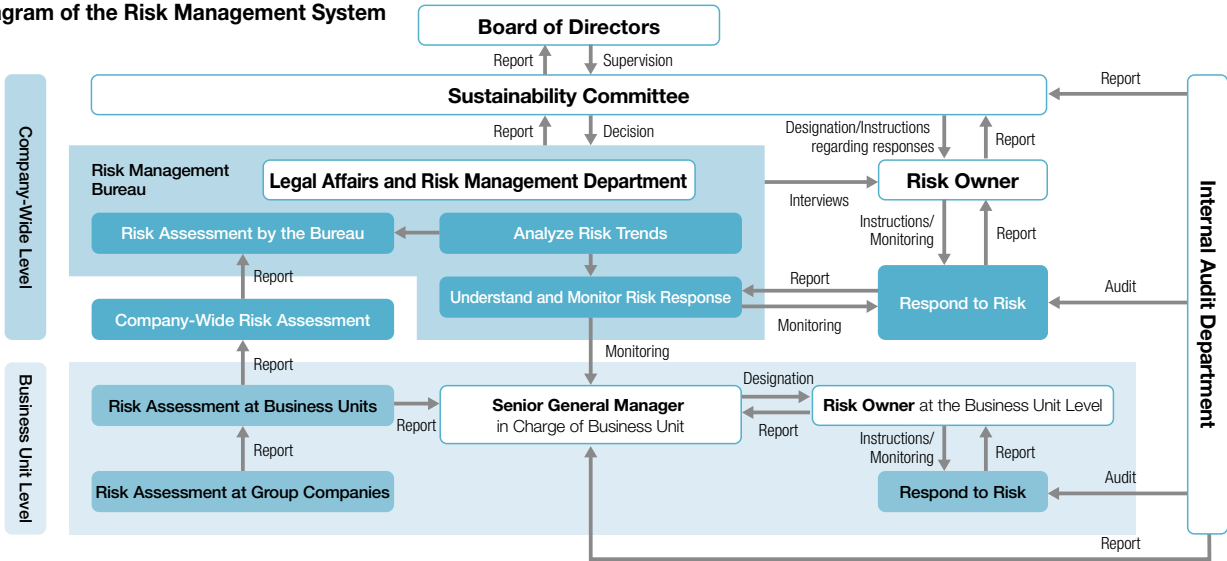 agram of the Risk Management System
Board of Directors
Report
Supervision
Sustainability Committee
Report
Company-Wide Level
Report
Decision
Designation/Instructions
regarding responses
Report
Risk Management
Bureau
Legal Affairs and Risk Management Department
Interviews
Risk Owner
Internal Audit Department
Risk Assessment by the Bureau
Analyze Risk Trends
Instructions/
Monitoring
Report
Report
Understand and Monitor Risk Response
Report
Monitoring
Respond to Risk
Audit
Company-Wide Risk Assessment
Report
Monitoring
Business Unit Level
Risk Assessment at Business Units
Report
Senior General Manager
in Charge of Business Unit
Designation
Report
Risk Owner at the Business Unit Level
Report
Instructions/
Monitoring
Report
Risk Assessment at Group Companies
Respond to Risk
Audit
Report